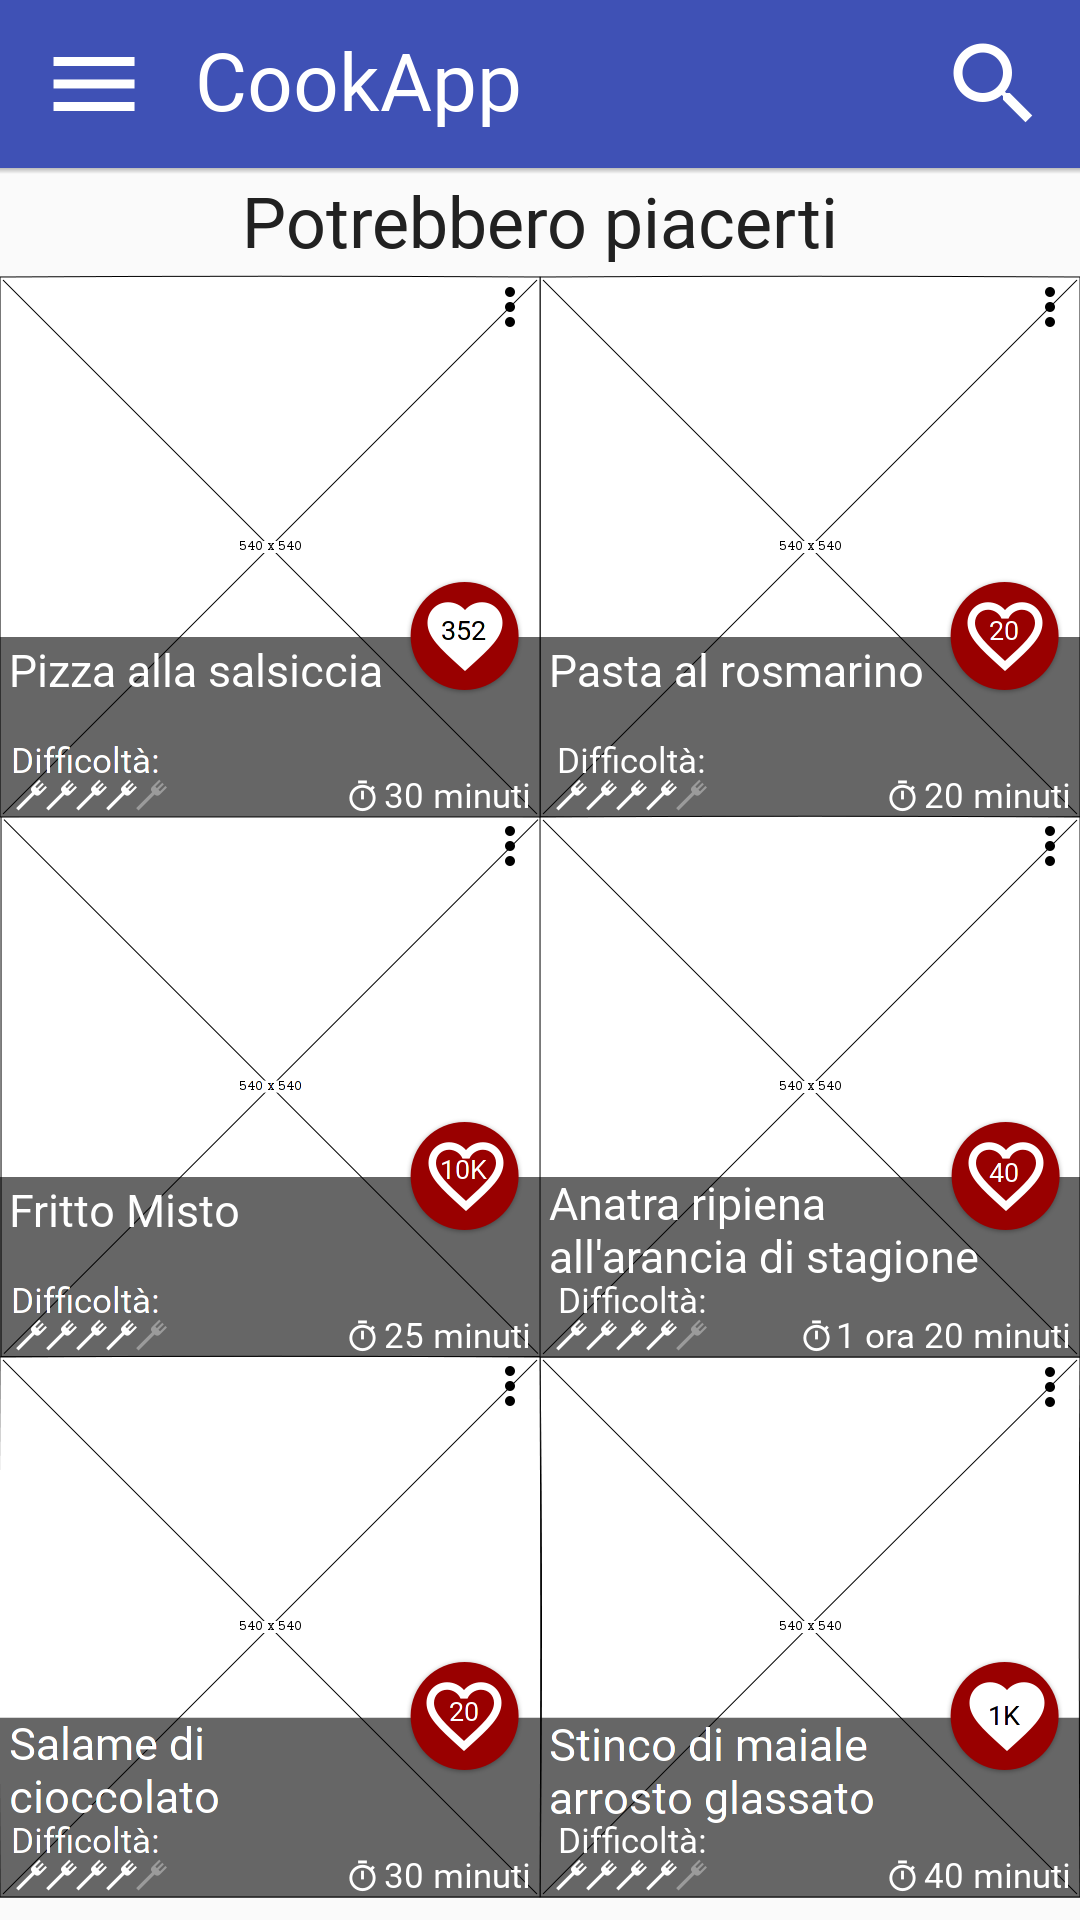 CookApp
Potrebbero piacerti
540 x 540
352
Pizza alla salsiccia
Difficoltà:
30 minuti
540 x 540
20
Pasta al rosmarino
Difficoltà:
20 minuti
540 x 540
10K
Fritto Misto
Difficoltà:
25 minuti
540 x 540
40
Anatra ripiena
all'arancia di stagione
Difficoltà:
1 ora 20 minuti
540 x 540
20
Salame di
cioccolato
Difficoltà:
30 minuti
540 x 540
1K
Stinco di maiale
arrosto glassato
Difficoltà:
40 minuti